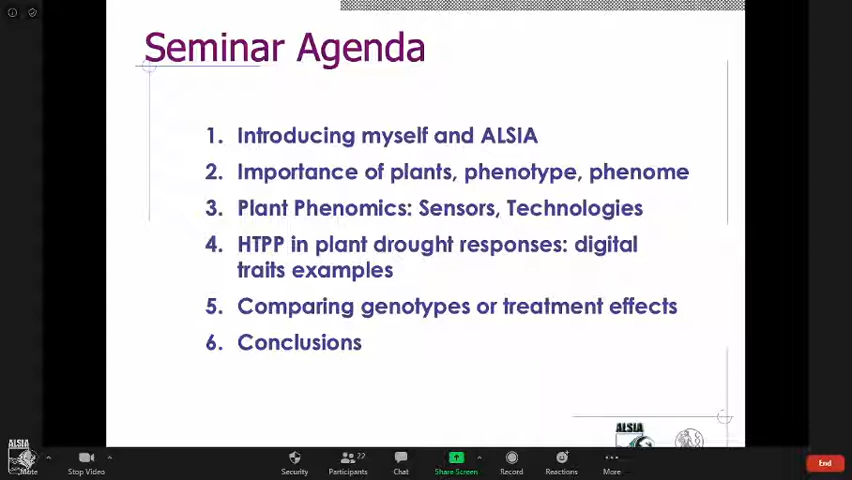 Seminar Agenda
1. Introducing myself and ALSIA
2. Importance of plants, phenotype, phenome
3. Plant Phenomics: Sensors, Technologies
4. HTPP in plant drought responses: digital
traits examples
5. Comparing genotypes or treatment effects
6. Conclusions
ALSIA
ALSIA
Mute
Stop Video
Security
Participants
Chat
Share Screen
Record
Reactions
More
End